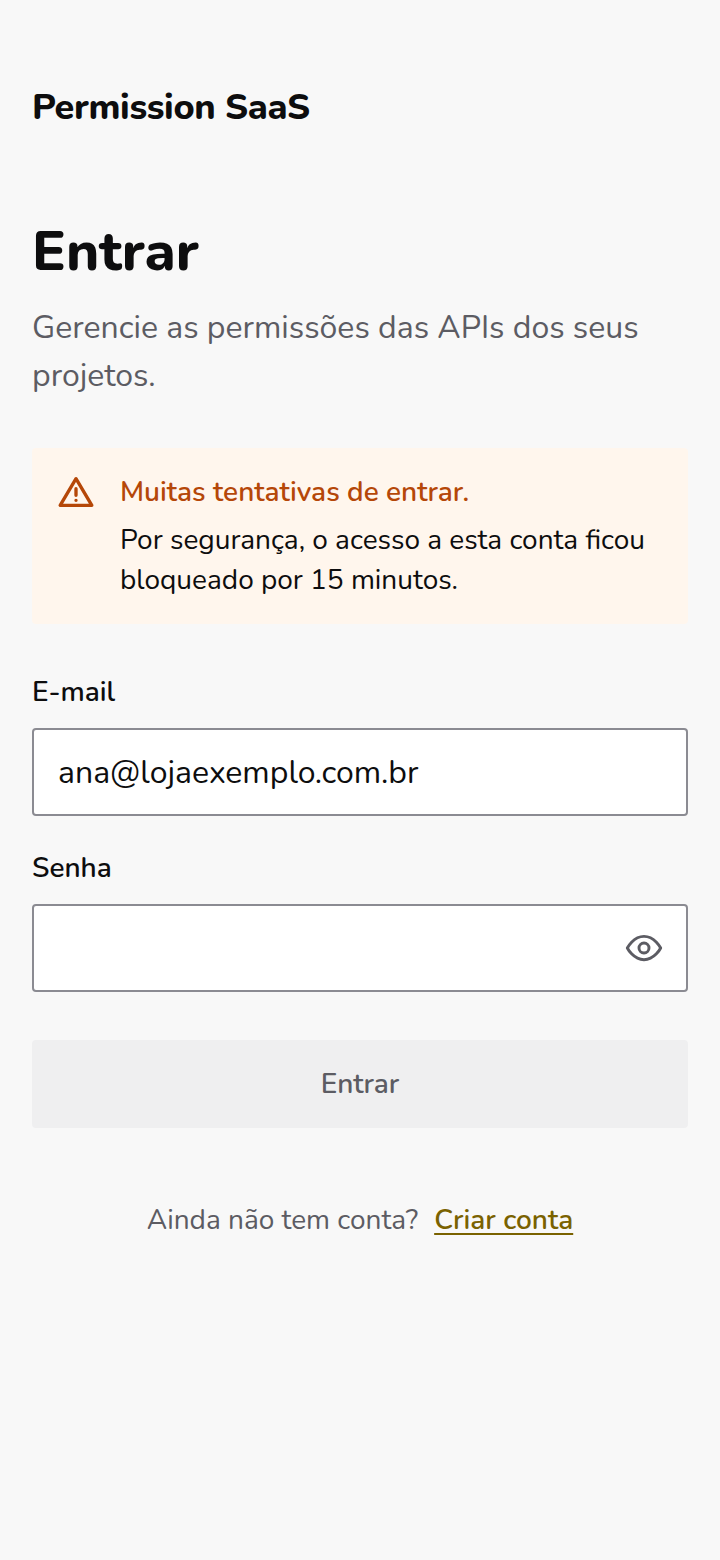 Permission SaaS
Entrar
Gerencie as permissões das APIs dos seus
projetos.
Muitas tentativas de entrar.
Por segurança, o acesso a esta conta ficou
bloqueado por 15 minutos.
E-mail
ana@lojaexemplo.com.br
Senha
Entrar
Ainda não tem conta? Criar conta